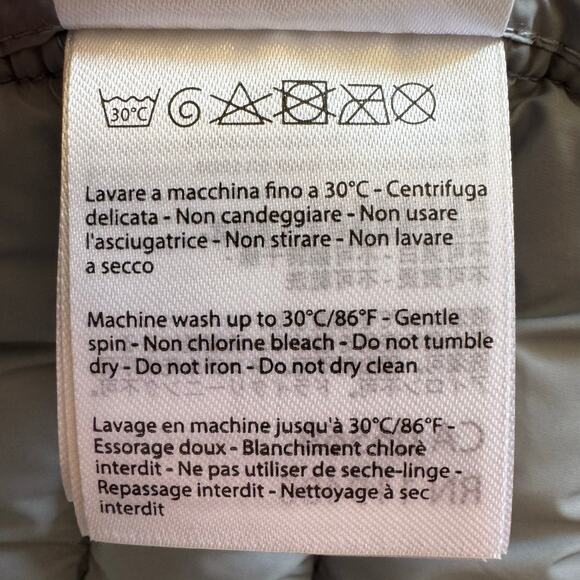 30°C
Lavare a macchina fino a 30°C - Centrifuga
delicata - Non candeggiare - Non usare
l'asciugatrice - Non stirare - Non lavare
a secco
Machine wash up to 30°C/86°F - Gentle
spin - Non chlorine bleach - Do not tumble
dry - Do not iron - Do not dry clean
Lavage en machine jusqu'à 30°C/86°F -
Essorage doux - Blanchiment chlorè
interdit - Ne pas utiliser de seche-linge -
Repassage interdit - Nettoyage à sec
interdit